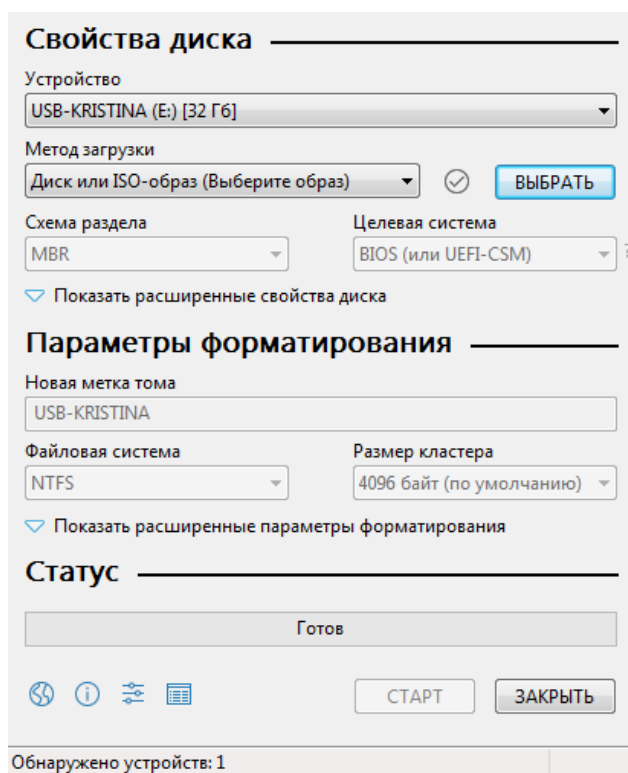 Свойства диска
Устройство
USB-KRISTINA (E:) [32 Гб]
Метод загрузки
Диск или ISO-образ (Выберите образ)
ВЫБРАТЬ
Схема раздела
Целевая система
MBR
BIOS (или UEFI-CSM)
?
Показать расширенные свойства диска
Параметры форматирования
Новая метка тома
USB-KRISTINA
Файловая система
Размер кластера
NTFS
4096 байт (по умолчанию)
Показать расширенные параметры форматирования
Статус
Готов
СТАРТ
ЗАКРЫТЬ
Обнаружено устройств: 1